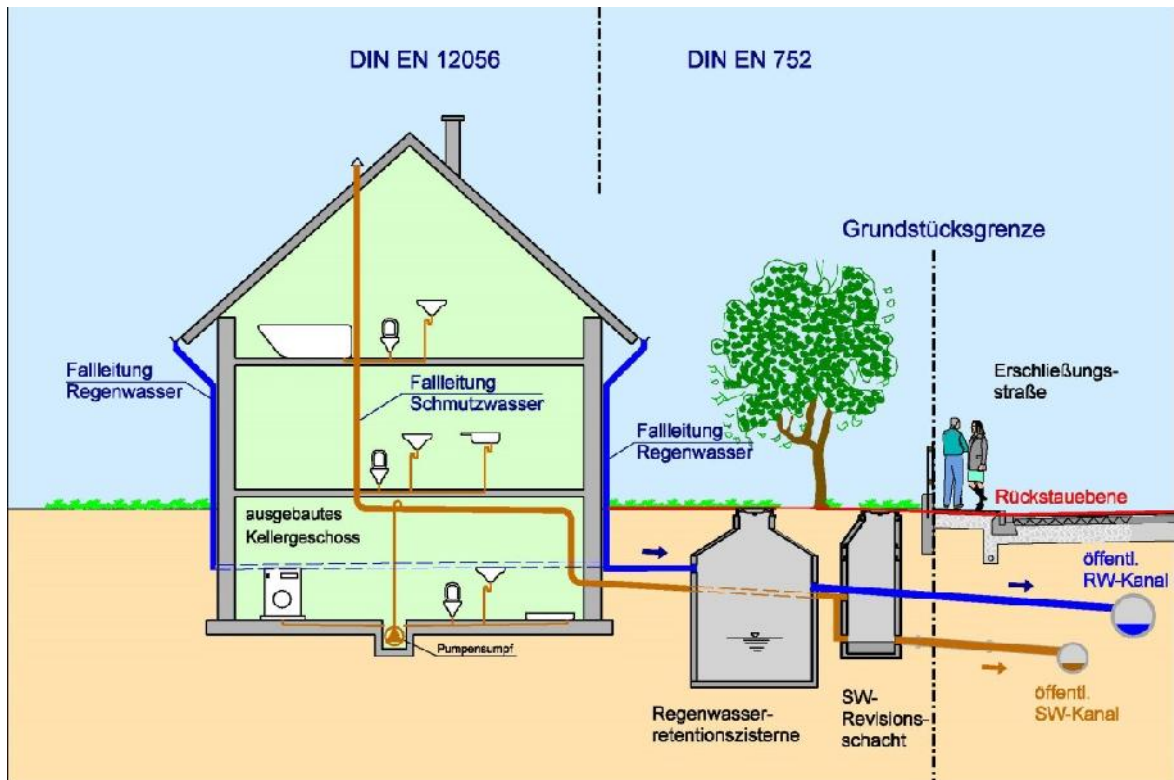 DIN EN 12056
DIN EN 752
Grundstücksgrenze
Fallleitung
Regenwasser
Fallleitung
Schmutzwasser
Fallleitung
Regenwasser
Erschließungs-
straße
Rückstauebene
ausgebautes
Kellergeschoss
öffentl.
RW-Kanal
Pumpensumpf
Regenwasser-
retentionszisterne
SW-
Revisions-
schacht
öffentl.
SW-Kanal